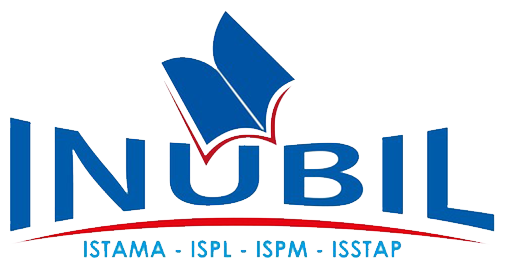 INUBIL
ISTAMA - ISPL - ISPM - ISSTAP